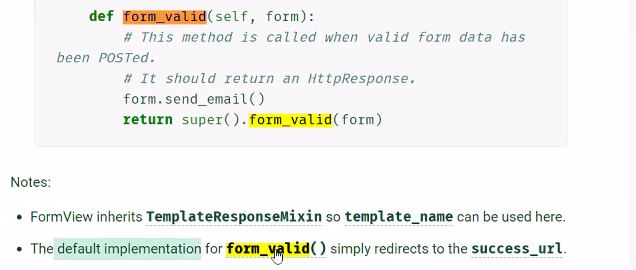 def form_valid(self, form):
# This method is called when valid form data has
been POSTed.
# It should return an HttpResponse.
form.send_email()
return super().form_valid(form)
Notes:
• FormView inherits TemplateResponseMixin so template_name can be used here.
• The default implementation for form_valid() simply redirects to the success_url.